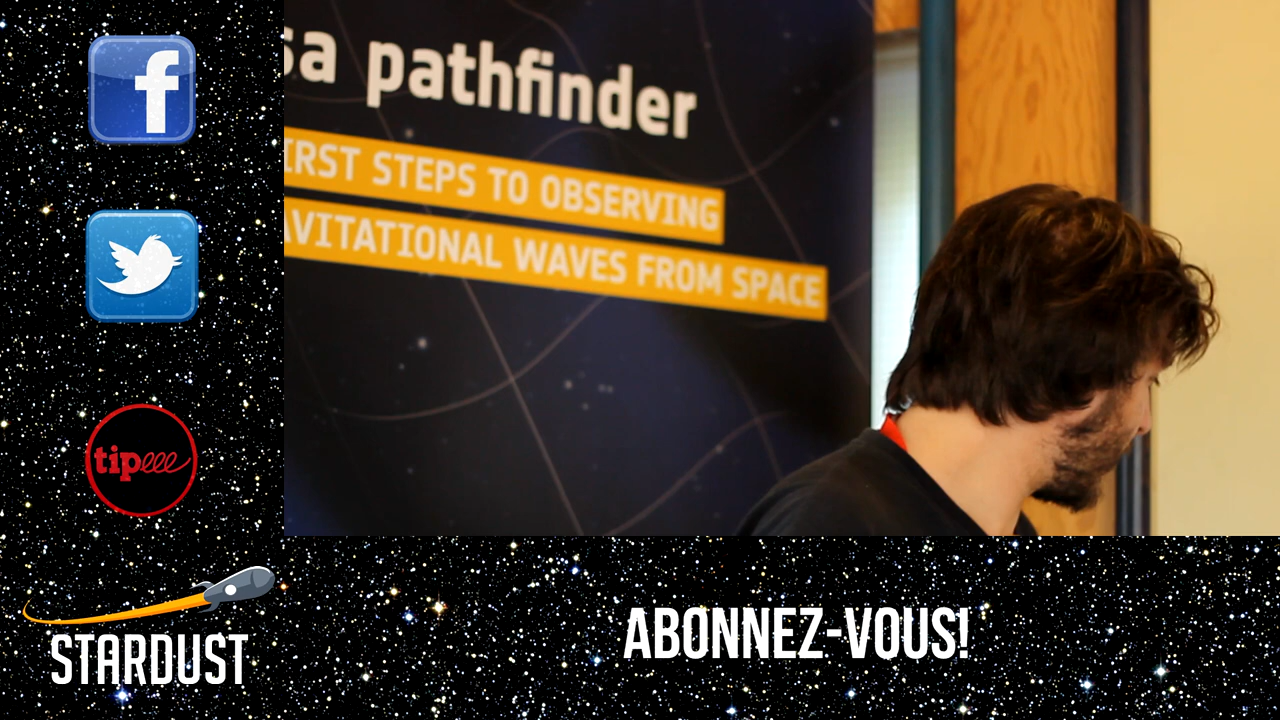 f
sa pathfinder
IRST STEPS TO OBSERVING
AVITATIONAL WAVES FROM SPACE
tipeee
STARDUST
ABONNEZ-VOUS!